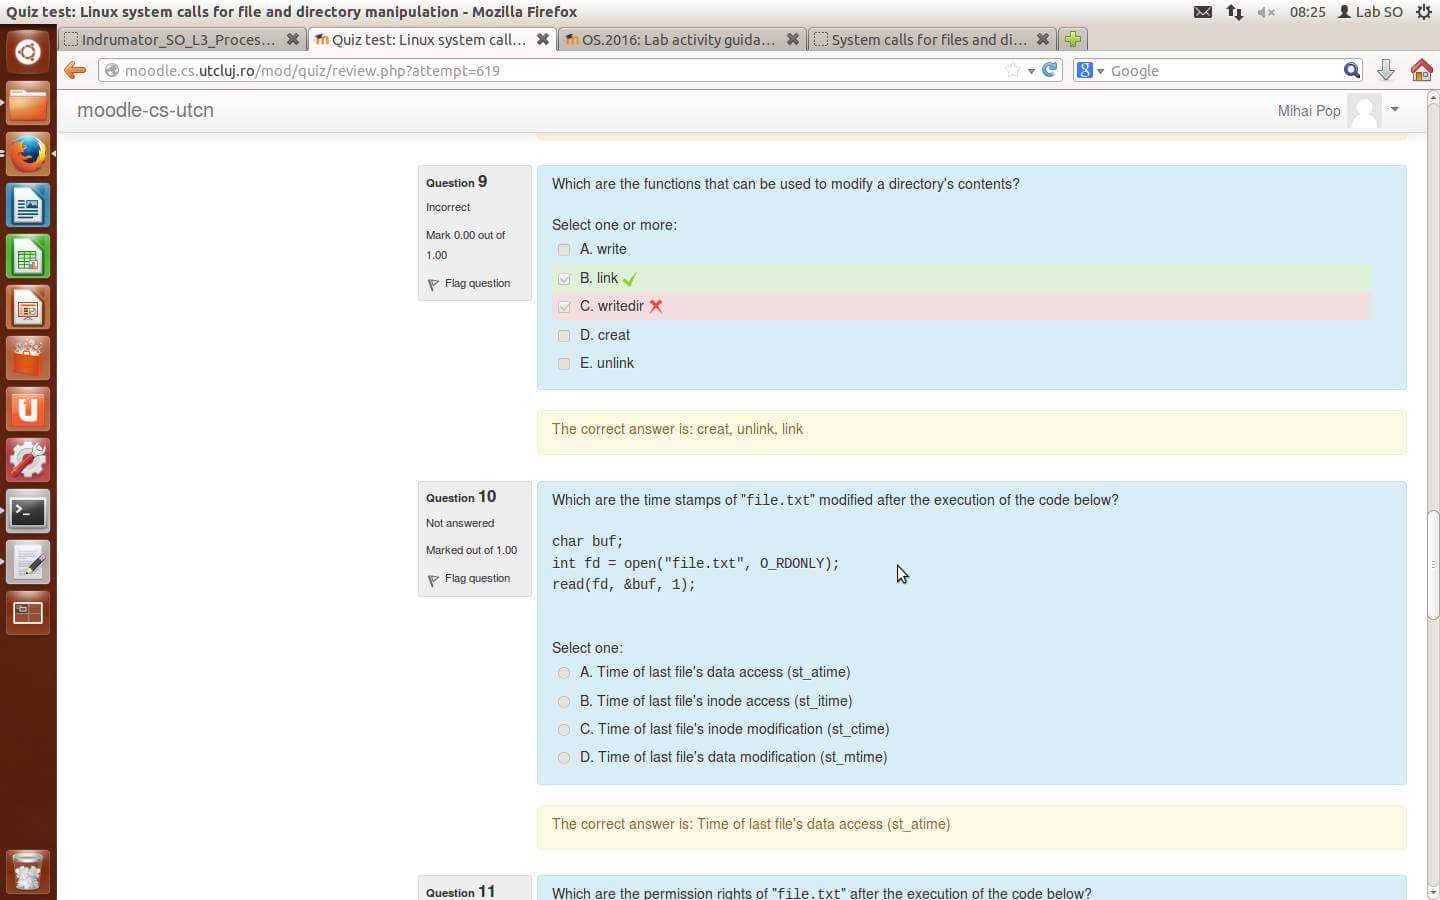 Quiz test: Linux system calls for file and directory manipulation - Mozilla Firefox
08:25
Lab SO
Indrumator_SO_L3_Proces...
Quiz test: Linux system call...
OS.2016: Lab activity guida...
System calls for files and di...
moodle.cs.utcluj.ro/mod/quiz/review.php?attempt=619
8
Google
moodle-cs-utcn
Mihai Pop
Question 9
Incorrect
Mark 0.00 out of
1.00
Flag question
Which are the functions that can be used to modify a directory's contents?
Select one or more:
A. write
B. link
C. writedir
D. creat
E. unlink
The correct answer is: creat, unlink, link
Question 10
Not answered
Marked out of 1.00
Flag question
Which are the time stamps of "file.txt" modified after the execution of the code below?
char buf;
int fd = open("file.txt", O_RDONLY);
read(fd, &buf, 1);
Select one:
A. Time of last file's data access (st_atime)
B. Time of last file's inode access (st_itime)
C. Time of last file's inode modification (st_ctime)
D. Time of last file's data modification (st_mtime)
The correct answer is: Time of last file's data access (st_atime)
Question 11
Which are the permission rights of "file.txt" after the execution of the code below?